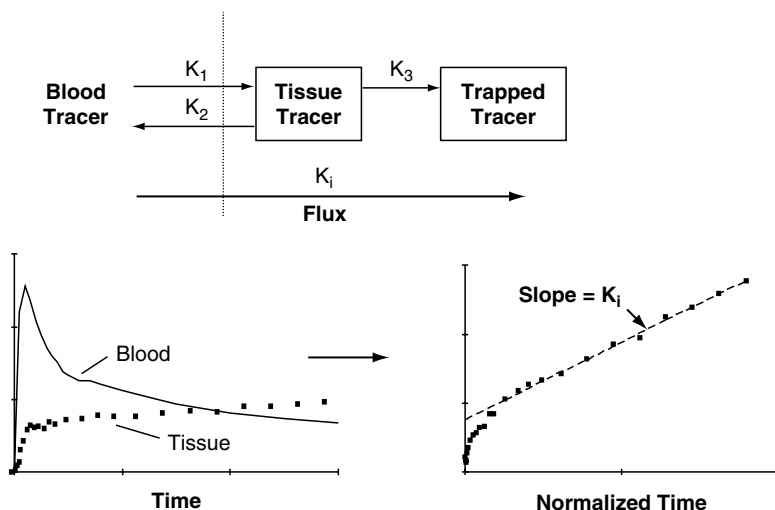 K1
K2
K3
Blood
Tracer
Tissue
Tracer
Trapped
Tracer
Ki
Flux
Blood
Tissue
Time
Slope = Ki
Normalized Time